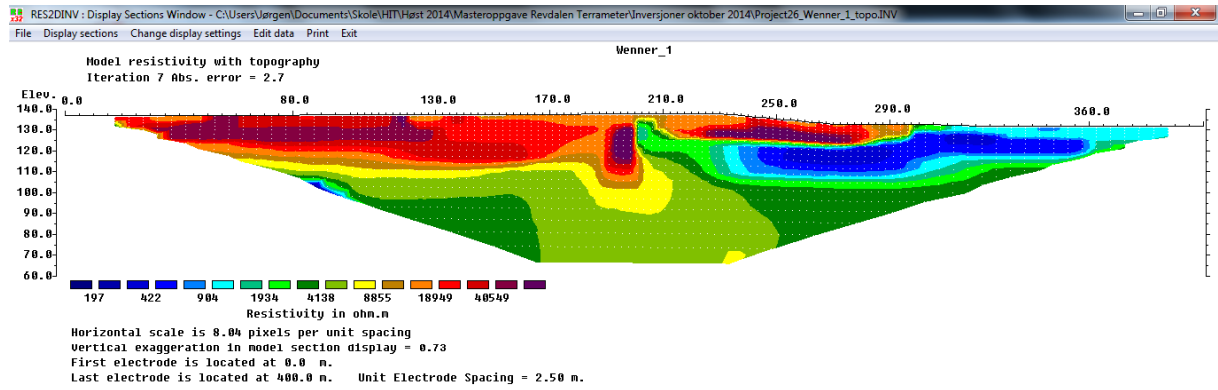 RES2DINV : Display Sections Window - C:\Users\Jørgen\Documents\Skole\HIT\Høst 2014\Masteroppgave Revdalen Terrameter\Inversjoner oktober 2014\Project26_Wenner_1_topo.INV
File Display sections Change display settings Edit data Print Exit
Wenner_1
Model resistivity with topography
Iteration 7 Abs. error = 2.7
Elev.
0.0 80.0 130.0 170.0 210.0 250.0 290.0 360.0
140.0
130.0
120.0
110.0
100.0
90.0
80.0
70.0
60.0
197 422 904 1934 4138 8855 18949 40549
Resistivity in ohm.m
Horizontal scale is 8.04 pixels per unit spacing
Vertical exaggeration in model section display = 0.73
First electrode is located at 0.0 m.
Last electrode is located at 400.0 m. Unit Electrode Spacing = 2.50 m.